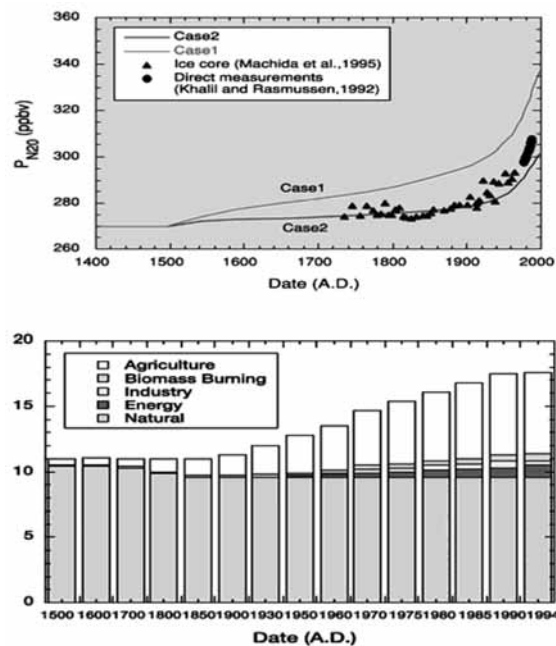 360
340
320
300
280
260
P_N20 (ppbv)
Case2
Case1
Ice core (Machida et al.,1995)
Direct measurements
(Khalil and Rasmussen,1992)
Case1
Case2
1400 1500 1600 1700 1800 1900 2000
Date (A.D.)
20
15
10
5
0
Agriculture
Biomass Burning
Industry
Energy
Natural
1500 1600 1700 1800 1850 1900 1930 1950 1960 1970 1975 1980 1985 1990 1994
Date (A.D.)